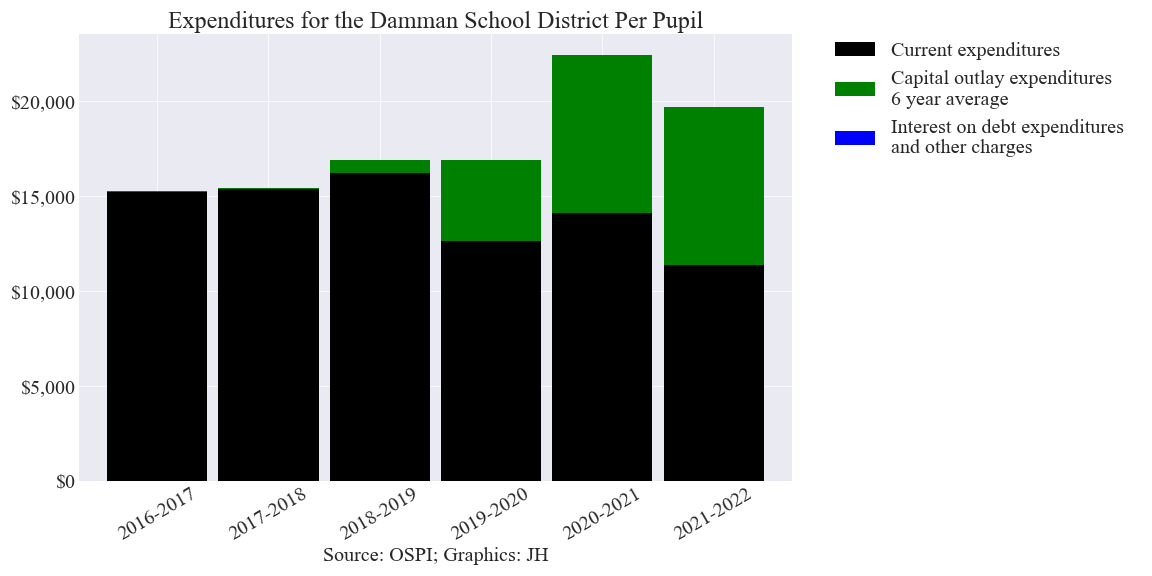 Expenditures for the Damman School District Per Pupil
Current expenditures
Capital outlay expenditures
6 year average
Interest on debt expenditures
and other charges
$20,000
$15,000
$10,000
$5,000
$0
2016-2017
2017-2018
2018-2019
2019-2020
2020-2021
2021-2022
Source: OSPI; Graphics: JH